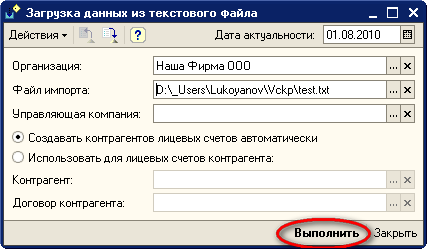 Загрузка данных из текстового файла
Действия Дата актуальности: 01.08.2010
Организация: Наша Фирма ООО
Файл импорта: D:\_Users\Lukoyanov\Vckp\test.txt
Управляющая компания:
Создавать контрагентов лицевых счетов автоматически
Использовать для лицевых счетов контрагента:
Контрагент:
Договор контрагента:
Выполнить Закрыть